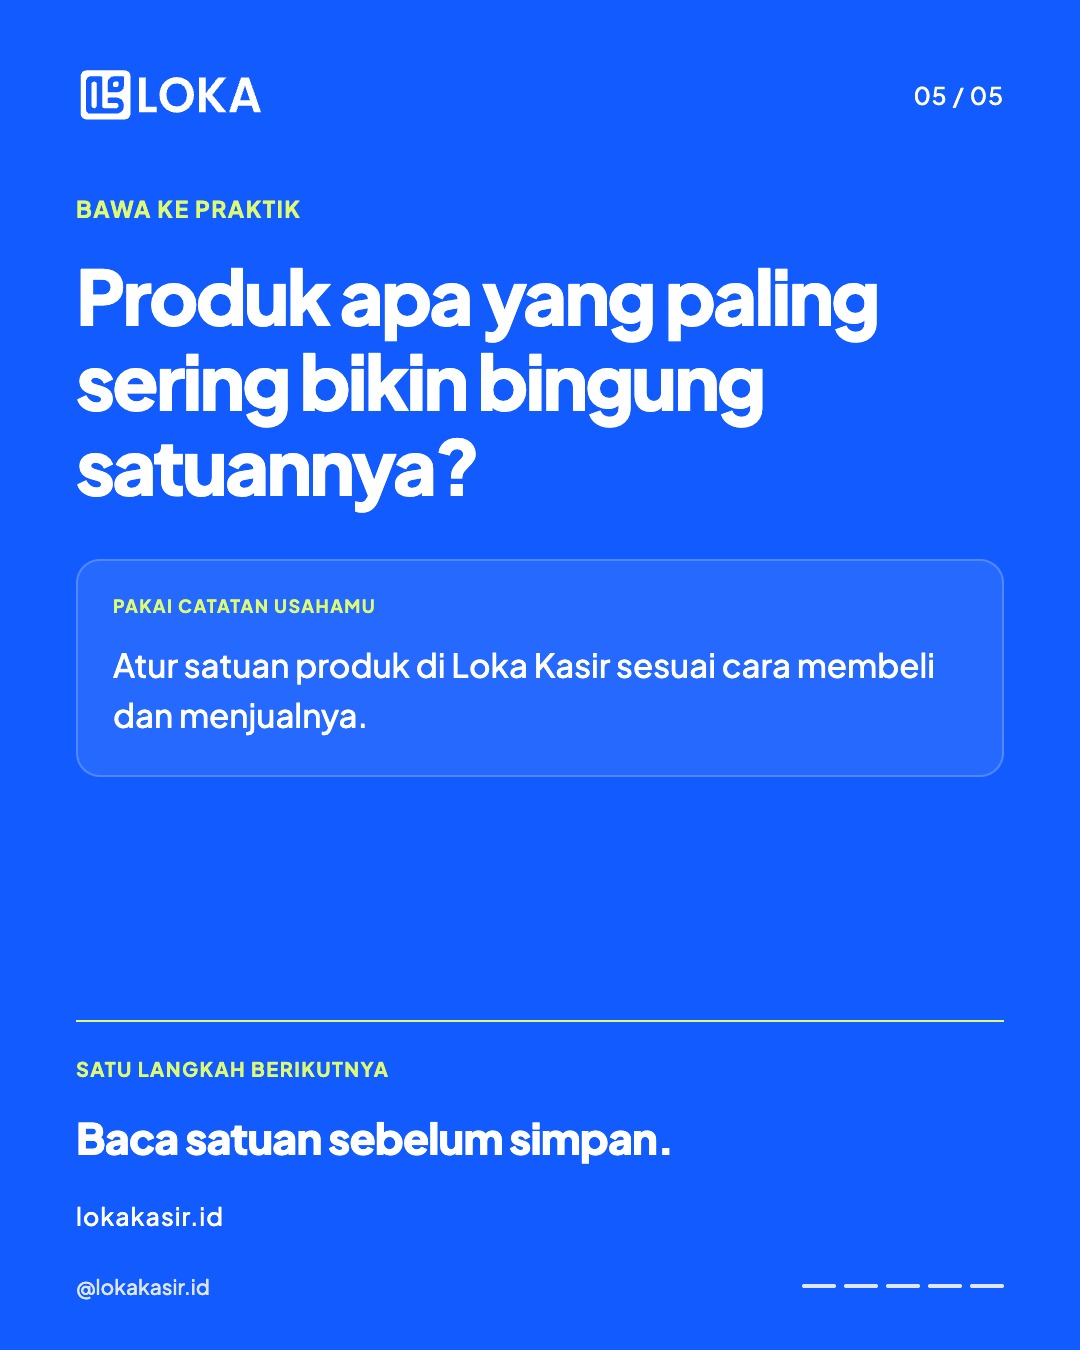 LOKA
05 / 05
BAWA KE PRAKTIK
Produk apa yang paling
sering bikin bingung
satuannya?
PAKAI CATATAN USAHAMU
Atur satuan produk di Loka Kasir sesuai cara membeli
dan menjualnya.
SATU LANGKAH BERIKUTNYA
Baca satuan sebelum simpan.
lokakasir.id
@lokakasir.id